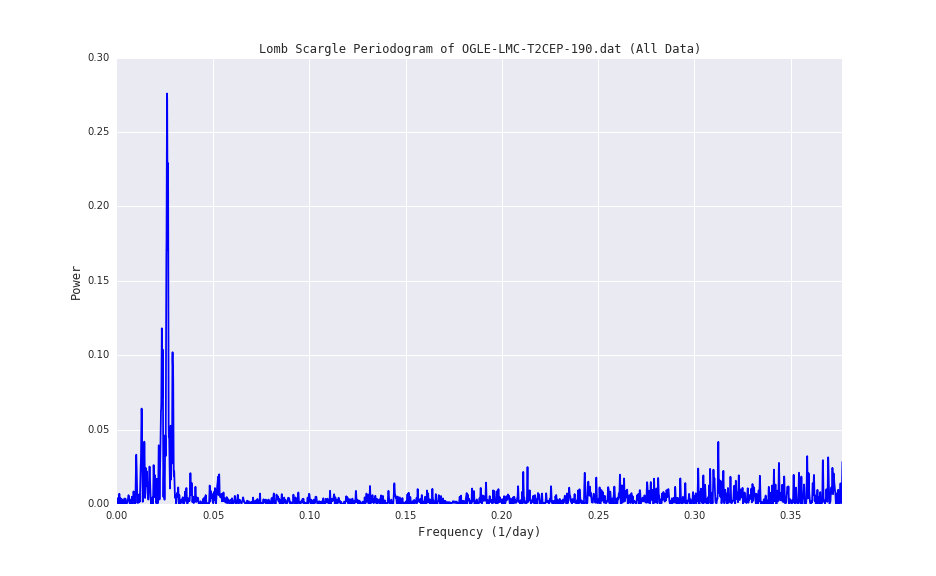 Lomb Scargle Periodogram of OGLE-LMC-T2CEP-190.dat (All Data)
0.30
0.25
0.20
0.15
0.10
0.05
0.00
Power
0.00 0.05 0.10 0.15 0.20 0.25 0.30 0.35
Frequency (1/day)